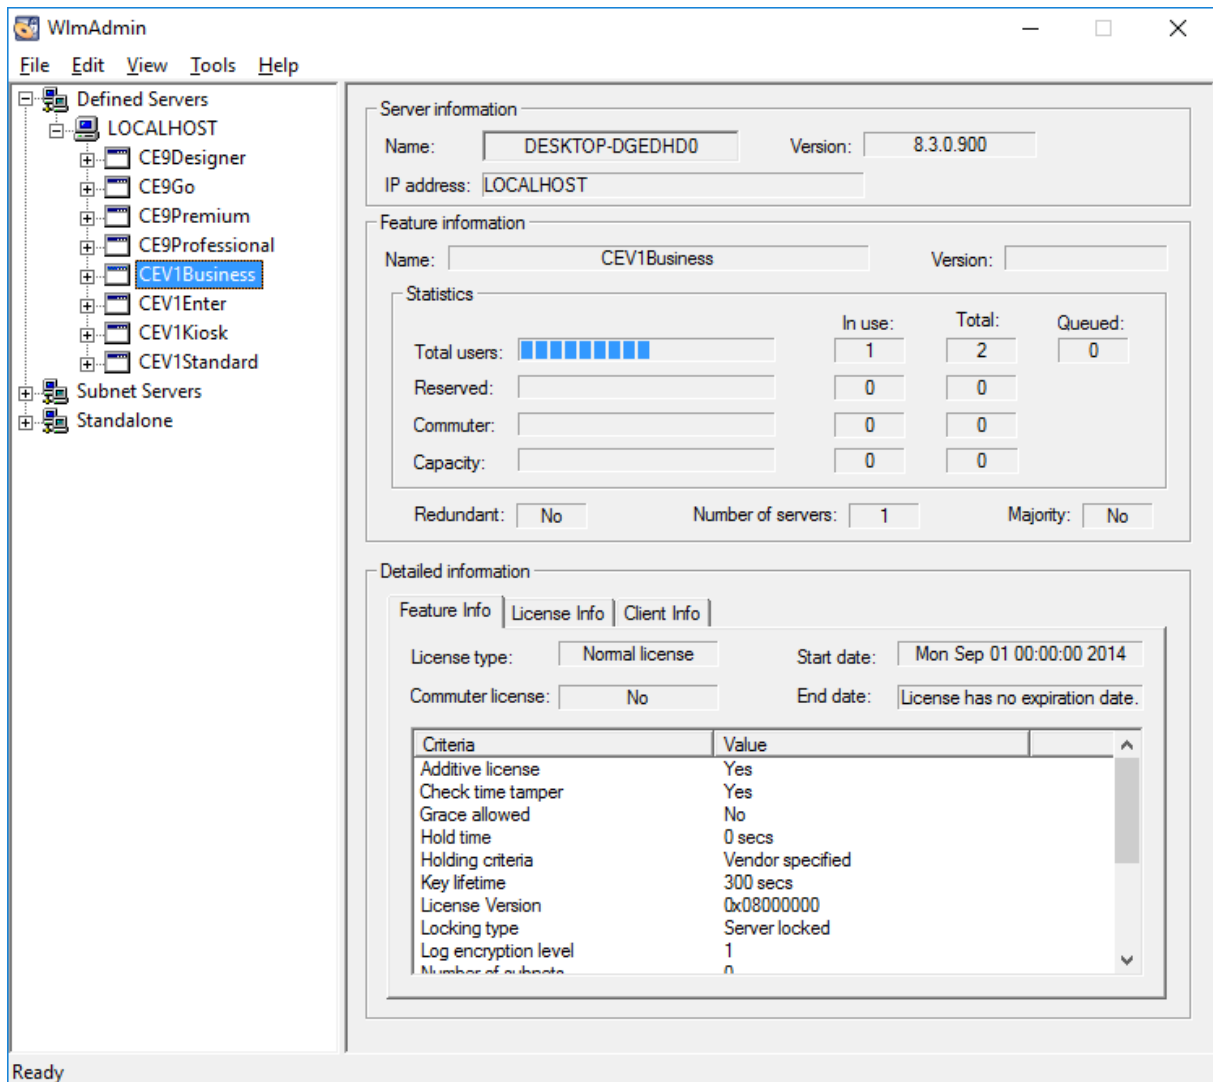 WlmAdmin
File Edit View Tools Help
Defined Servers
LOCALHOST
CE9Designer
CE9Go
CE9Premium
CE9Professional
CEV1Business
CEV1Enter
CEV1Kiosk
CEV1Standard
Subnet Servers
Standalone
Server information
Name: DESKTOP-DGEDHD0 Version: 8.3.0.900
IP address: LOCALHOST
Feature information
Name: CEV1Business Version:
Statistics
In use: Total: Queued:
Total users: 1 2 0
Reserved: 0 0
Commuter: 0 0
Capacity: 0 0
Redundant: No Number of servers: 1 Majority: No
Detailed information
Feature Info License Info Client Info
License type: Normal license Start date: Mon Sep 01 00:00:00 2014
Commuter license: No End date: License has no expiration date.
Criteria Value
Additive license Yes
Check time tamper Yes
Grace allowed No
Hold time 0 secs
Holding criteria Vendor specified
Key lifetime 300 secs
License Version 0x08000000
Locking type Server locked
Log encryption level 1
Number of subnets 0
Ready